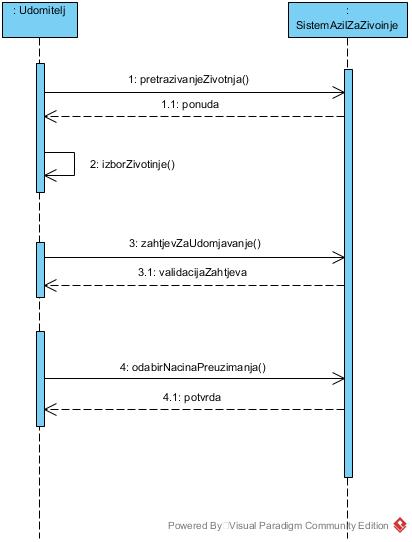 : Udomitelj
:
SistemAzilZaZivoinje
1: pretrazivanjeZivotnja()
1.1: ponuda
2: izborZivotinje()
3: zahtjevZaUdomjavanje()
3.1: validacijaZahtjeva
4: odabirNacinaPreuzimanja()
4.1: potvrda
Powered By Visual Paradigm Community Edition